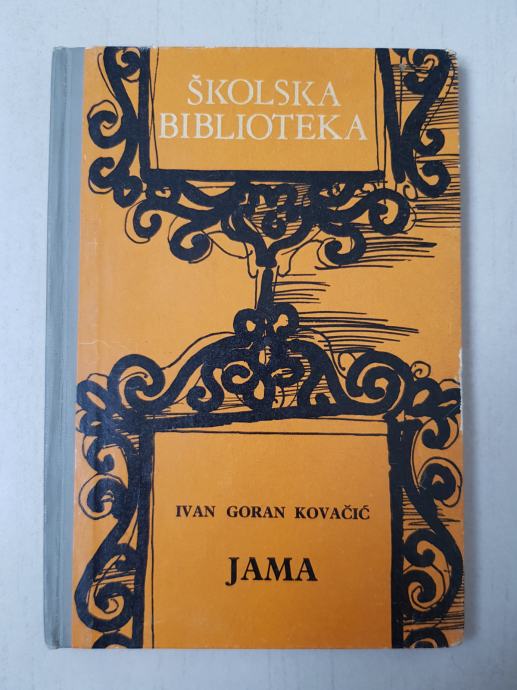 ŠKOLSKA
BIBLIOTEKA
IVAN GORAN KOVAČIĆ
JAMA